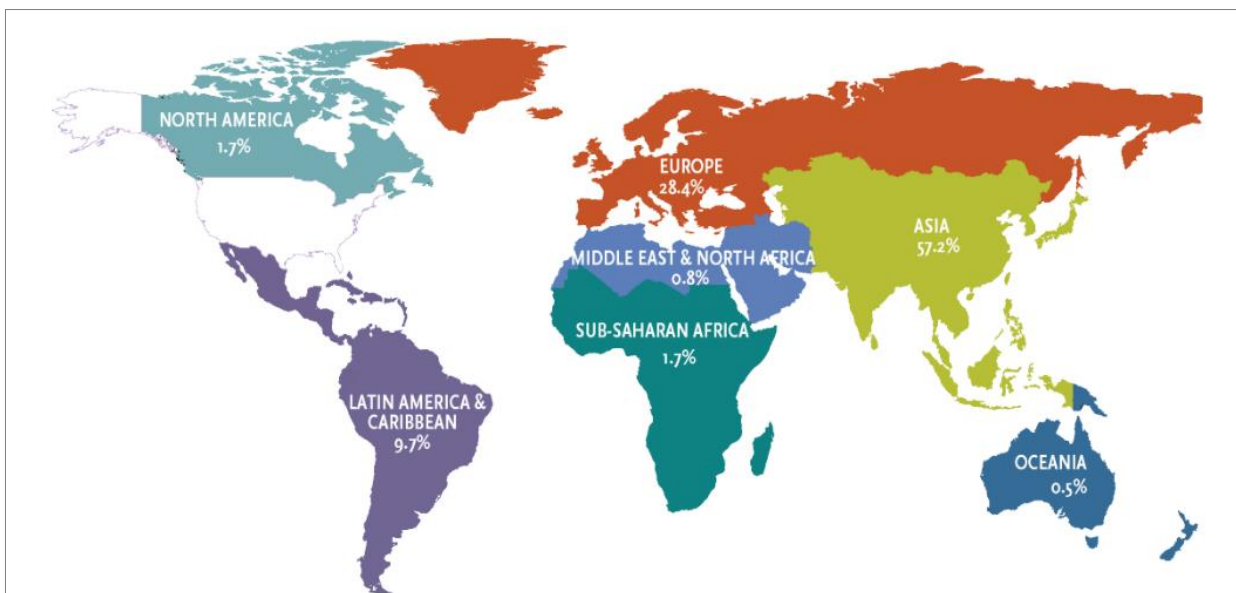 NORTH AMERICA
1.7%
EUROPE
28.4%
ASIA
57.2%
MIDDLE EAST & NORTH AFRICA
0.8%
SUB-SAHARAN AFRICA
1.7%
LATIN AMERICA &
CARIBBEAN
9.7%
OCEANIA
0.5%